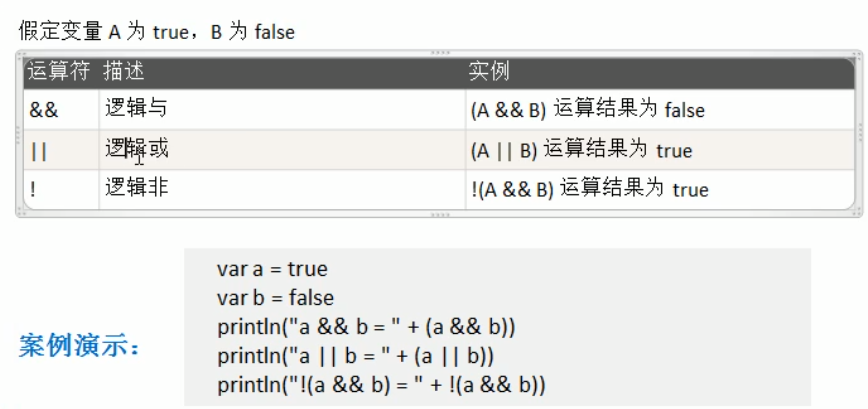 假定变量 A 为 true，B 为 false
运算符 描述 实例
&& 逻辑与 (A && B) 运算结果为 false
|| 逻辑或 (A || B) 运算结果为 true
! 逻辑非 !(A && B) 运算结果为 true
var a = true
var b = false
println("a && b = " + (a && b))
案例演示：
println("a || b = " + (a || b))
println("!(a && b) = " + !(a && b))